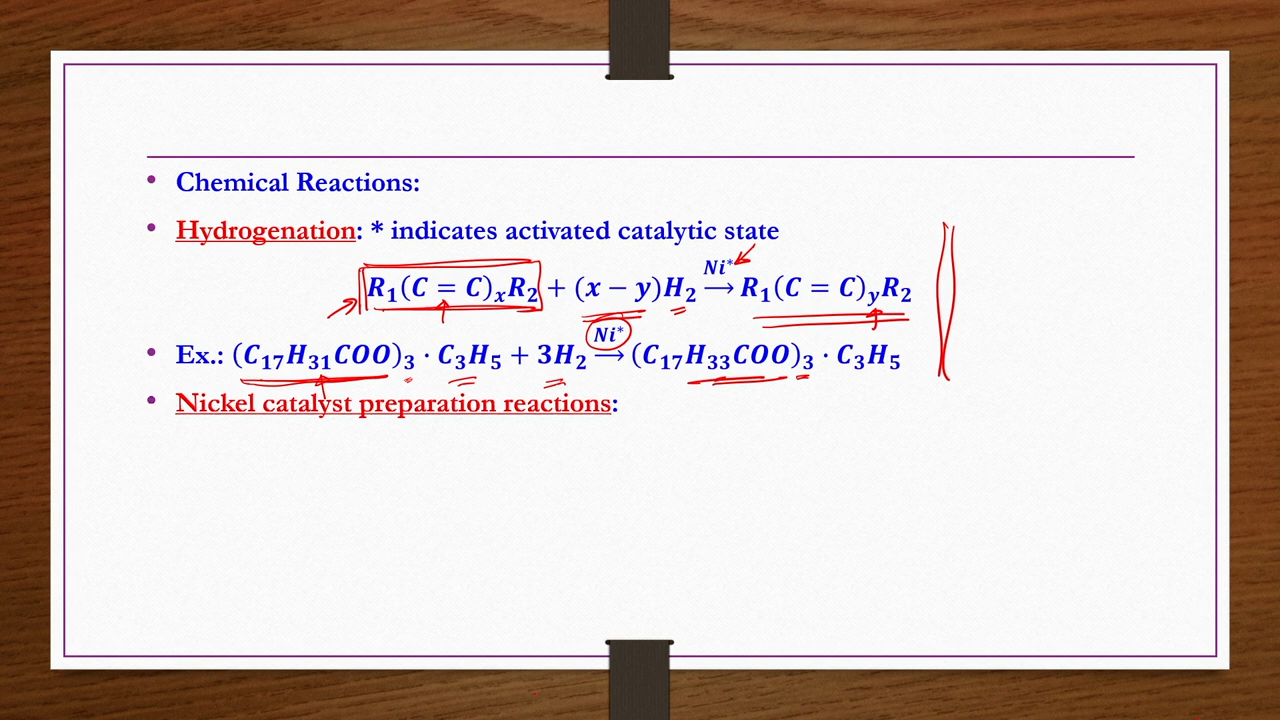 • Chemical Reactions:
• Hydrogenation: * indicates activated catalytic state
R₁(C = C)ₓR₂ + (x − y)H₂ —Ni*→ R₁(C = C)ᵧR₂
• Ex.: (C₁₇H₃₁COO)₃ · C₃H₅ + 3H₂ —Ni*→ (C₁₇H₃₃COO)₃ · C₃H₅
• Nickel catalyst preparation reactions: